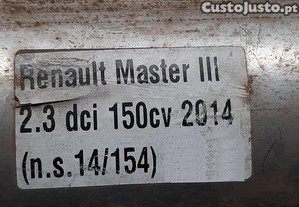 CustoJusto.pt
Renault Master III
2.3 dci 150cv 2014
(n.s.14/154)